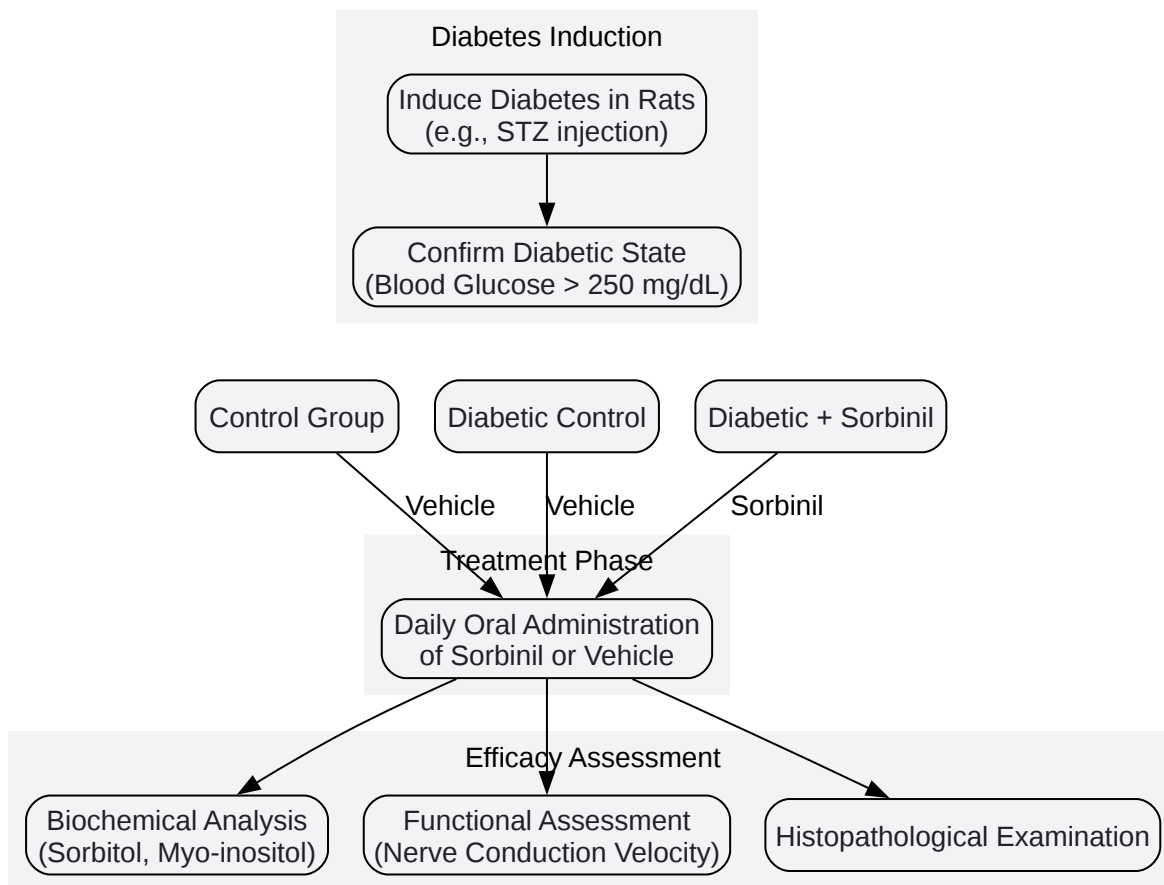 Diabetes Induction
Induce Diabetes in Rats
(e.g., STZ injection)
Confirm Diabetic State
(Blood Glucose > 250 mg/dL)
Control Group
Diabetic Control
Diabetic + Sorbinil
Vehicle
Vehicle
Sorbinil
Treatment Phase
Daily Oral Administration
of Sorbinil or Vehicle
Efficacy Assessment
Biochemical Analysis
(Sorbitol, Myo-inositol)
Functional Assessment
(Nerve Conduction Velocity)
Histopathological Examination